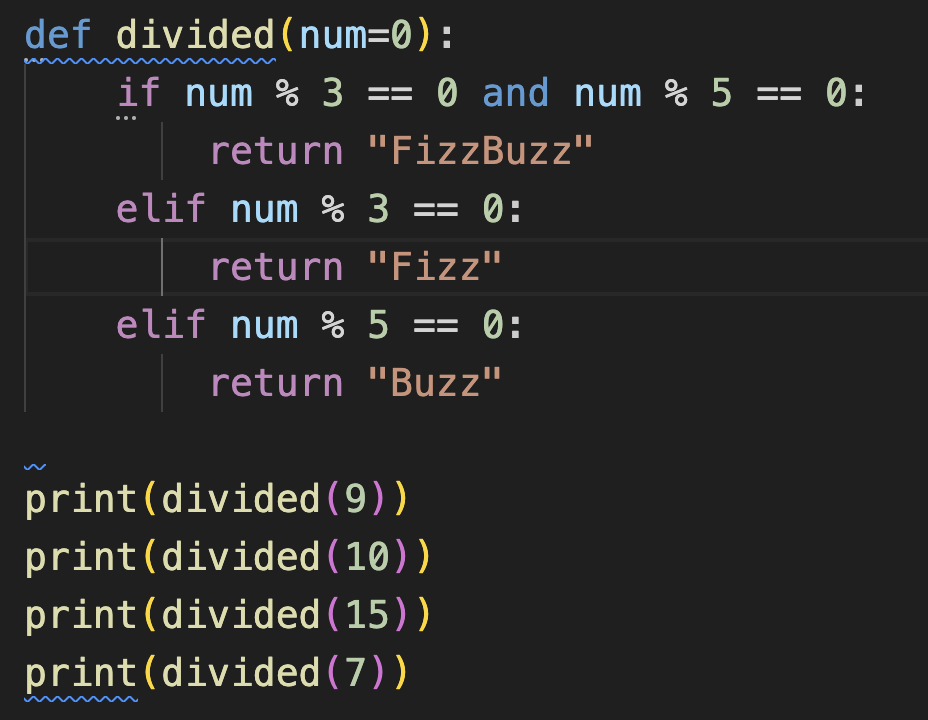 def divided(num=0):
    if num % 3 == 0 and num % 5 == 0:
        return "FizzBuzz"
    elif num % 3 == 0:
        return "Fizz"
    elif num % 5 == 0:
        return "Buzz"
print(divided(9))
print(divided(10))
print(divided(15))
print(divided(7))